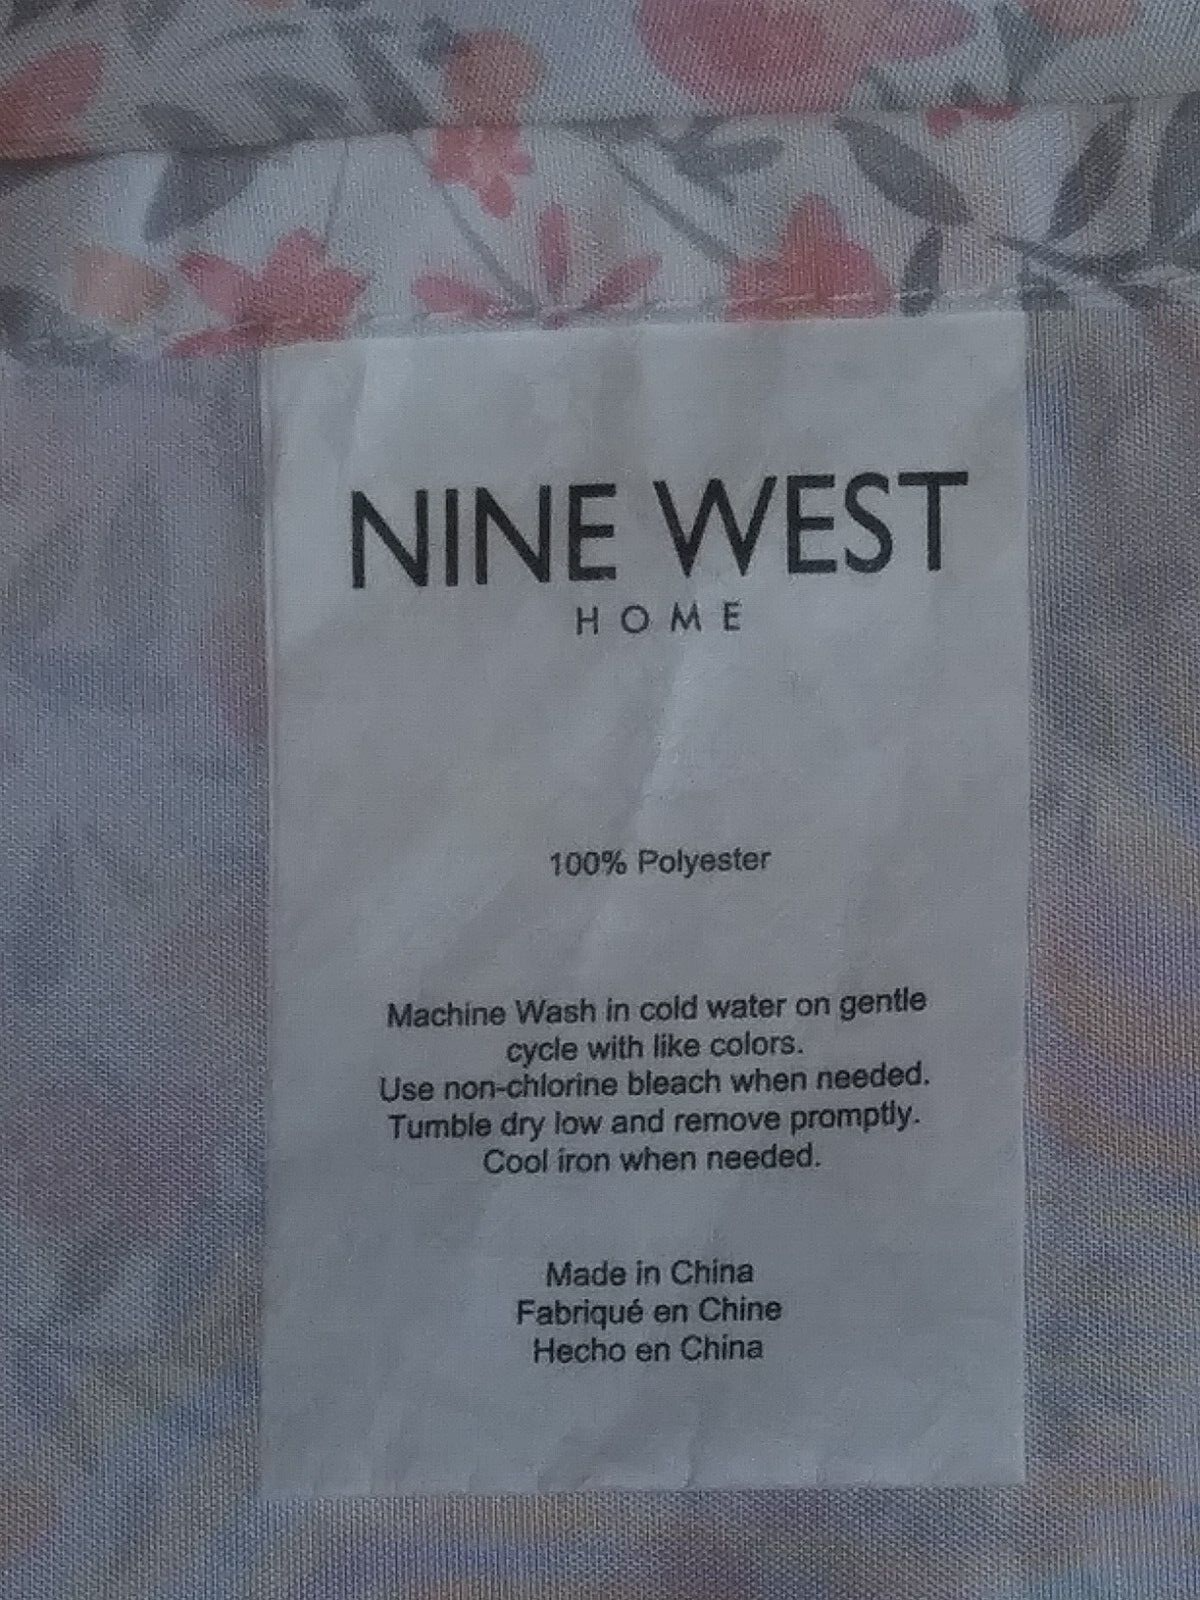 NINE WEST
HOME
100% Polyester
Machine Wash in cold water on gentle
cycle with like colors.
Use non-chlorine bleach when needed.
Tumble dry low and remove promptly.
Cool iron when needed.
Made in China
Fabriqué en Chine
Hecho en China